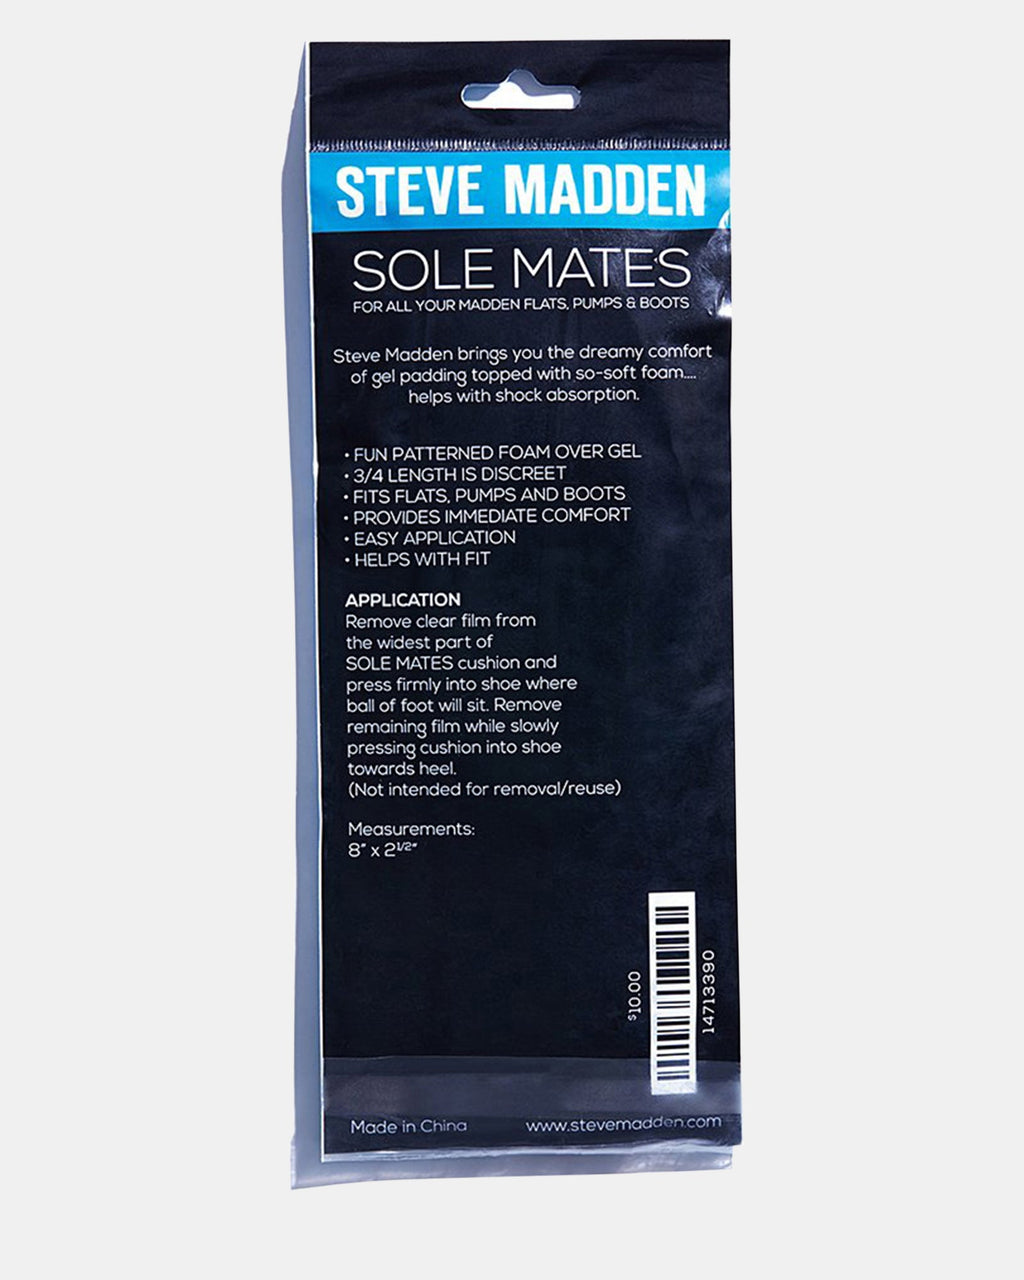 STEVE MADDEN
SOLE MATES
FOR ALL YOUR MADDEN FLATS, PUMPS & BOOTS
Steve Madden brings you the dreamy comfort
of gel padding topped with so-soft foam....
helps with shock absorption.
• FUN PATTERNED FOAM OVER GEL
• 3/4 LENGTH IS DISCREET
• FITS FLATS, PUMPS AND BOOTS
• PROVIDES IMMEDIATE COMFORT
• EASY APPLICATION
• HELPS WITH FIT
APPLICATION
Remove clear film from
the widest part of
SOLE MATES cushion and
press firmly into shoe where
ball of foot will sit. Remove
remaining film while slowly
pressing cushion into shoe
towards heel.
(Not intended for removal/reuse)
Measurements:
8" x 2 1/2"
$10.00
14713390
Made in China
www.stevemadden.com